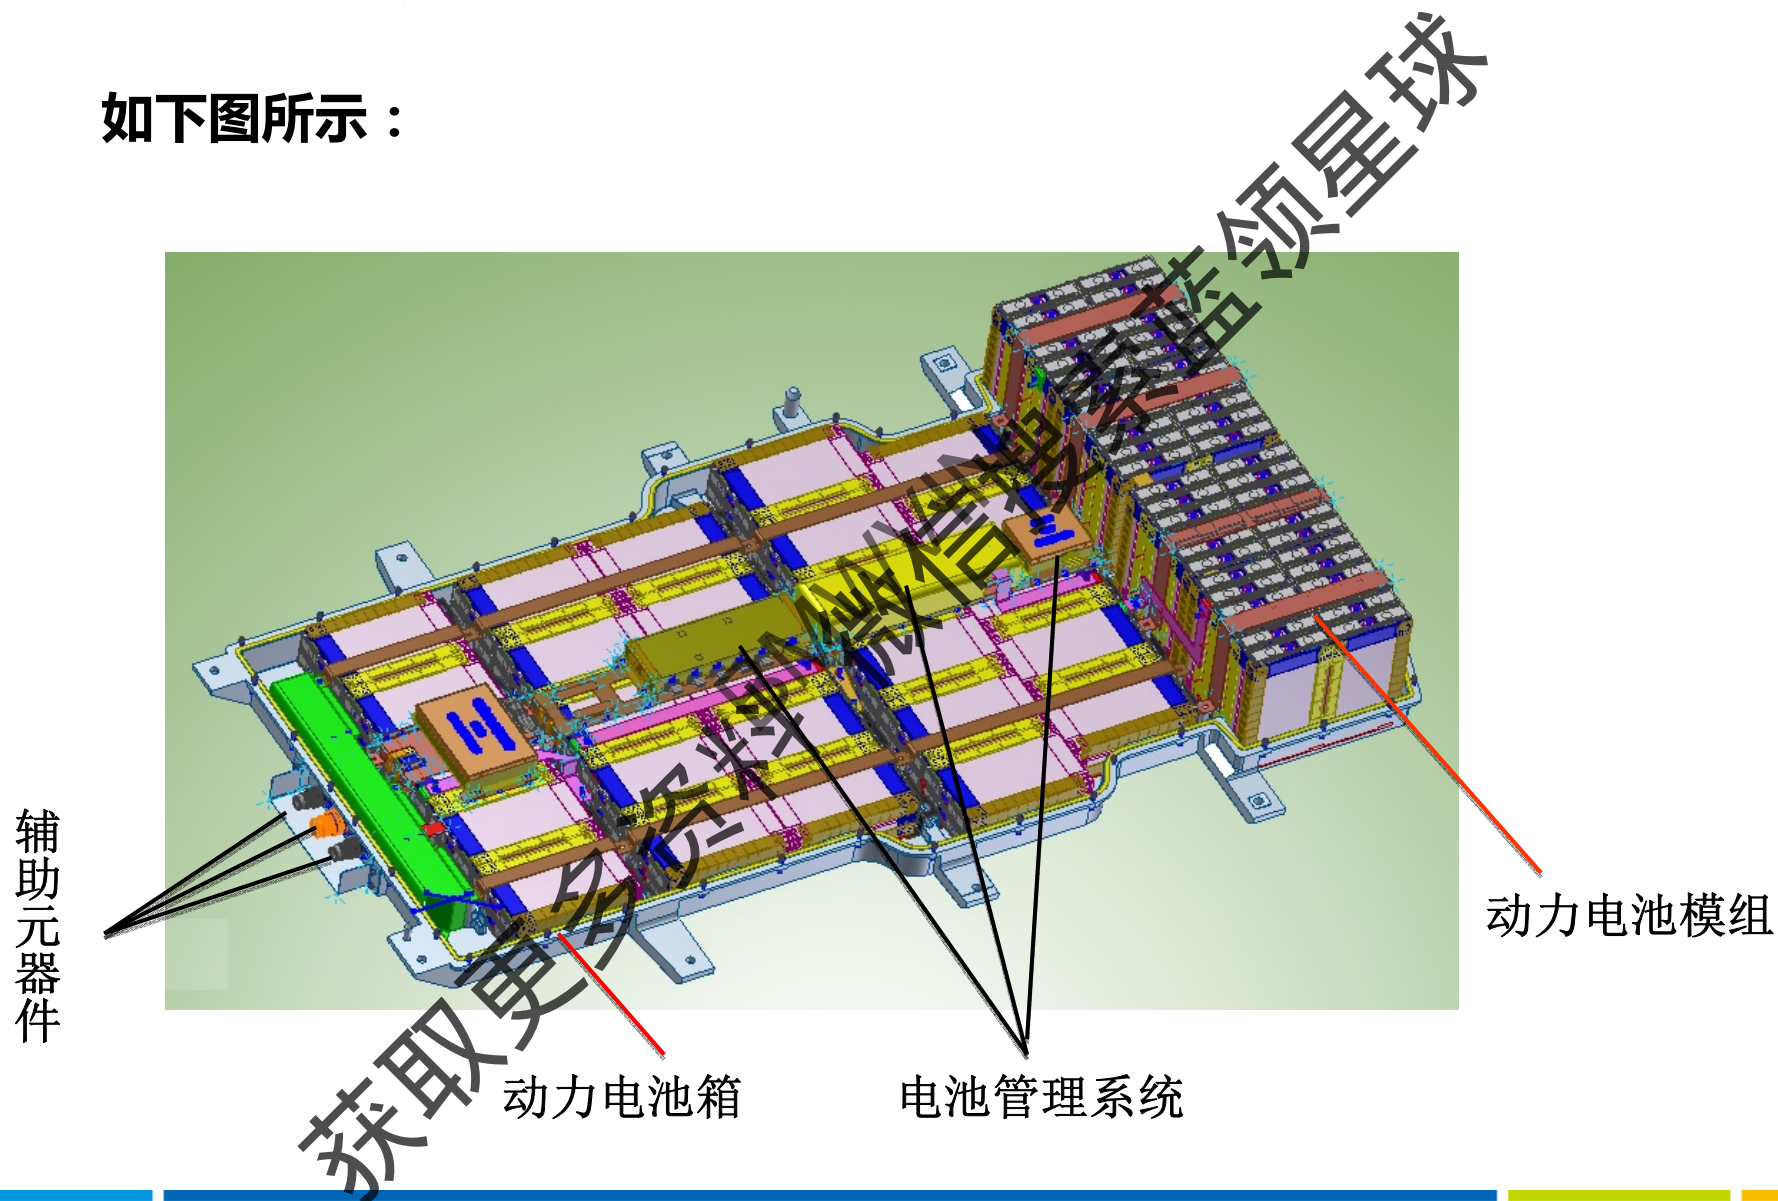 如下图所示：
辅助元器件
动力电池模组
动力电池箱
电池管理系统
获取更多资料 微信搜索蓝领星球